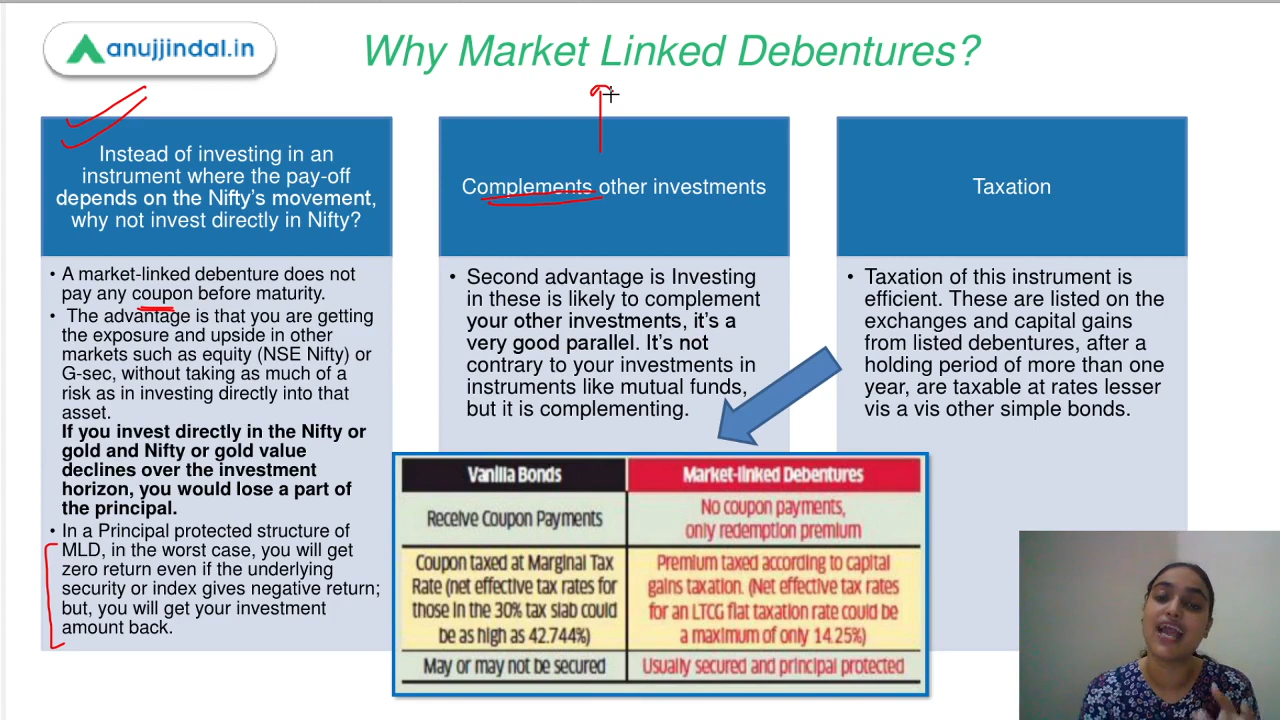 anujjindal.in
Why Market Linked Debentures?
Instead of investing in an
instrument where the pay-off
depends on the Nifty's movement,
why not invest directly in Nifty?
• A market-linked debenture does not
pay any coupon before maturity.
• The advantage is that you are getting
the exposure and upside in other
markets such as equity (NSE Nifty) or
G-sec, without taking as much of a
risk as in investing directly into that
asset.
If you invest directly in the Nifty or
gold and Nifty or gold value
declines over the investment
horizon, you would lose a part of
the principal.
• In a Principal protected structure of
MLD, in the worst case, you will get
zero return even if the underlying
security or index gives negative return;
but, you will get your investment
amount back.
Complements other investments
• Second advantage is Investing
in these is likely to complement
your other investments, it's a
very good parallel. It's not
contrary to your investments in
instruments like mutual funds,
but it is complementing.
Taxation
• Taxation of this instrument is
efficient. These are listed on the
exchanges and capital gains
from listed debentures, after a
holding period of more than one
year, are taxable at rates lesser
vis a vis other simple bonds.
Vanilla Bonds
Market-linked Debentures
Receive Coupon Payments
No coupon payments,
only redemption premium
Coupon taxed at Marginal Tax
Rate (net effective tax rates for
those in the 30% tax slab could
be as high as 42.744%)
Premium taxed according to capital
gains taxation. (Net effective tax rates
for an LTCG flat taxation rate could be
a maximum of only 14.25%)
May or may not be secured
Usually secured and principal protected